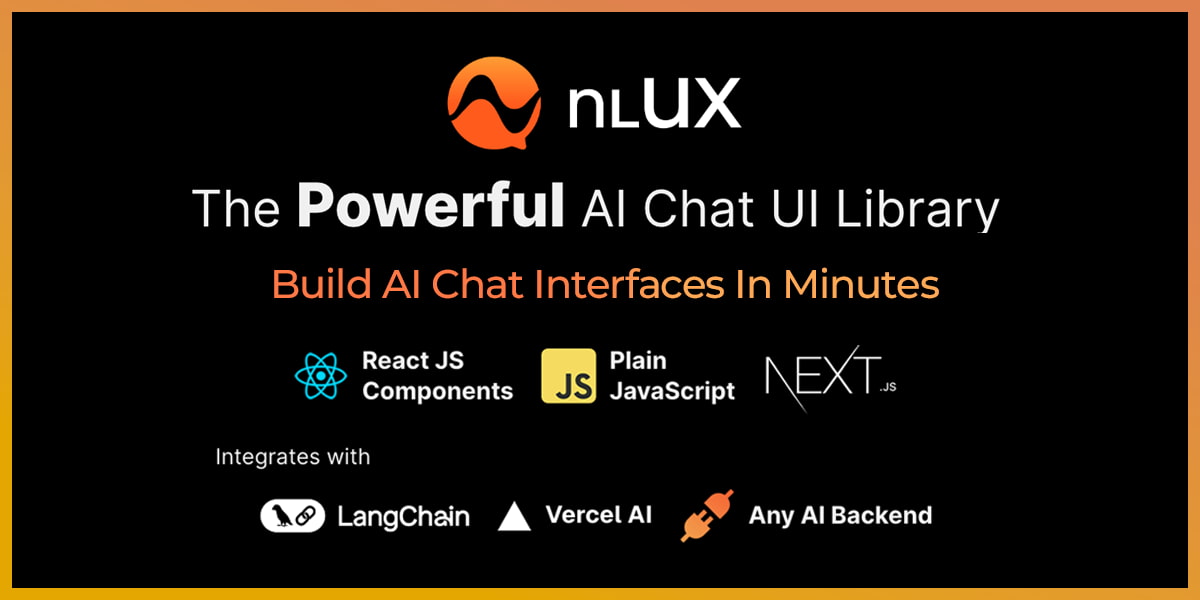 nLUX
The Powerful AI Chat UI Library
Build AI Chat Interfaces In Minutes
React JS
Components
JS
Plain
JavaScript
NEXT.JS
Integrates with
LangChain
Vercel AI
Any AI Backend